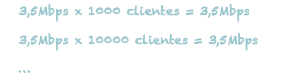 3,5Mbps x 1000 clientes = 3,5Mbps
3,5Mbps x 10000 clientes = 3,5Mbps
...